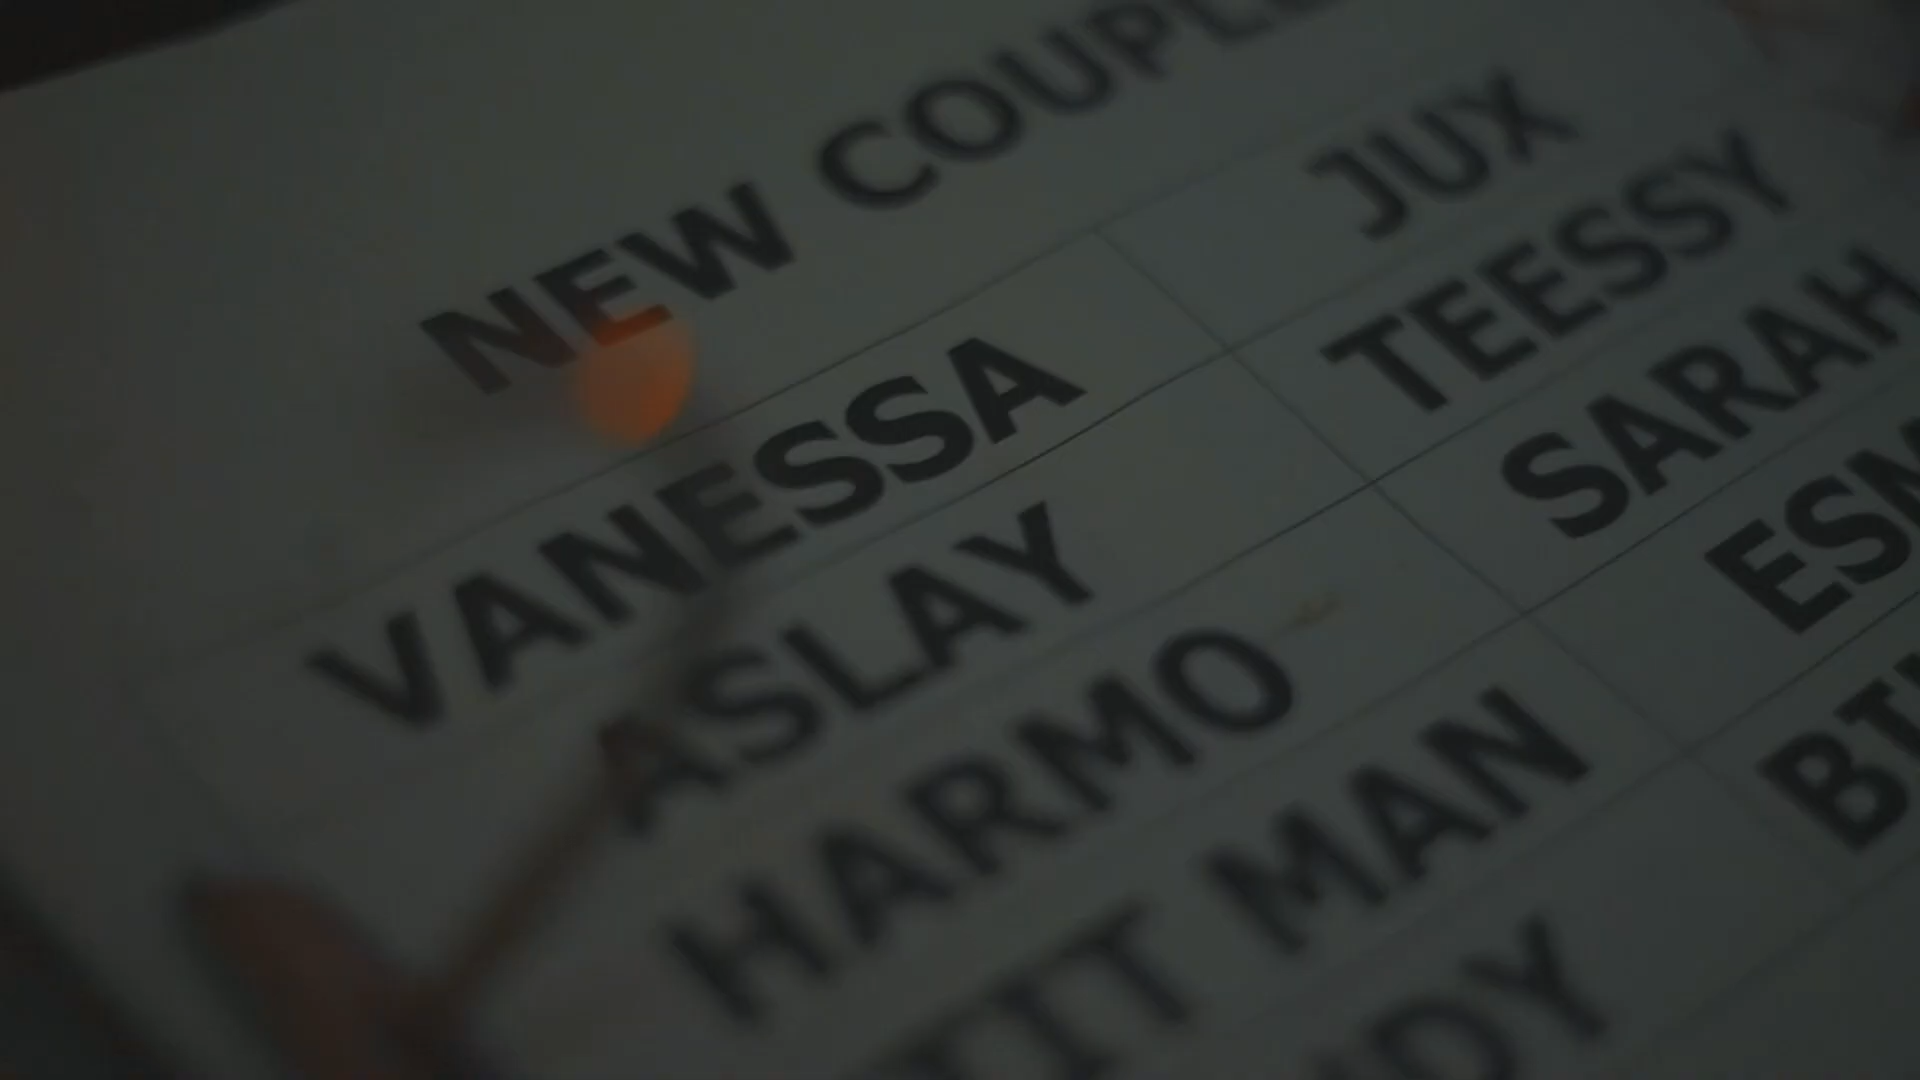 NEW COUPLE
VANESSA JUX
ASLAY TEESSY
HARMO SARAH
MAN